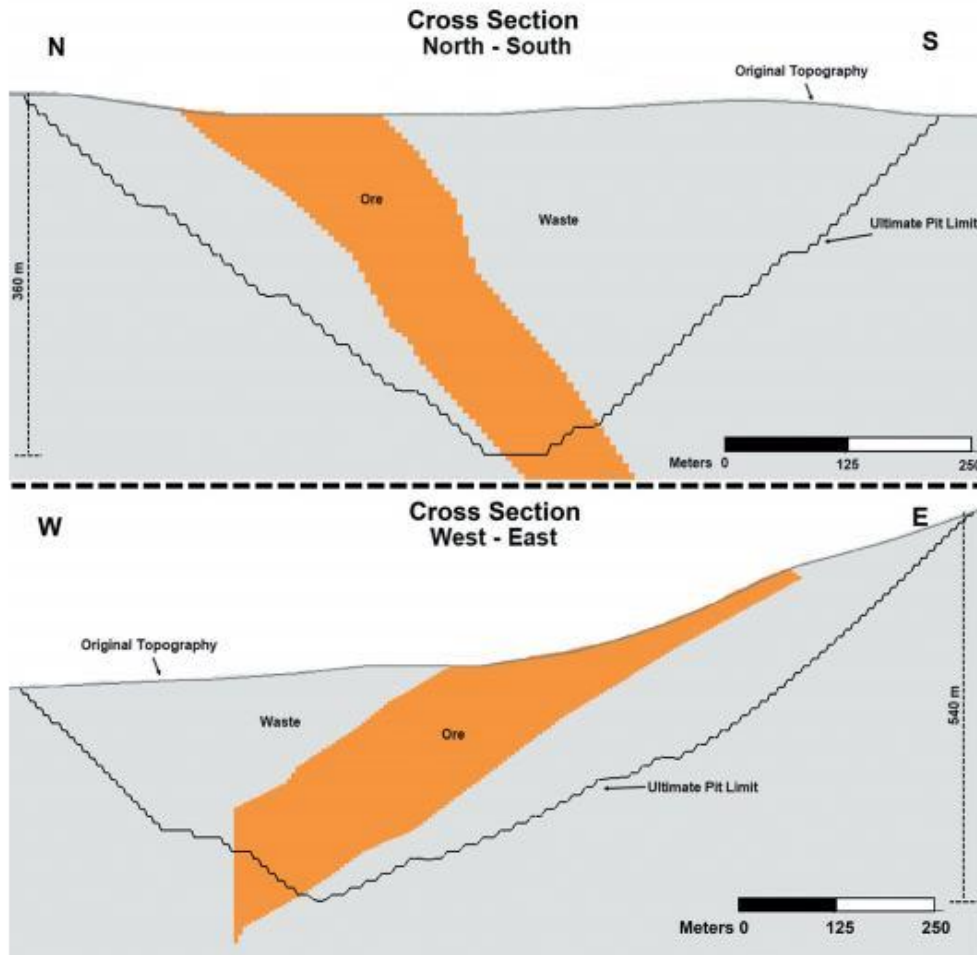 Cross Section
North - South
N
S
Original Topography
Ore
Waste
Ultimate Pit Limit
360 m
Meters 0 125 250
Cross Section
West - East
W
E
Original Topography
Waste
Ore
540 m
Ultimate Pit Limit
Meters 0 125 250